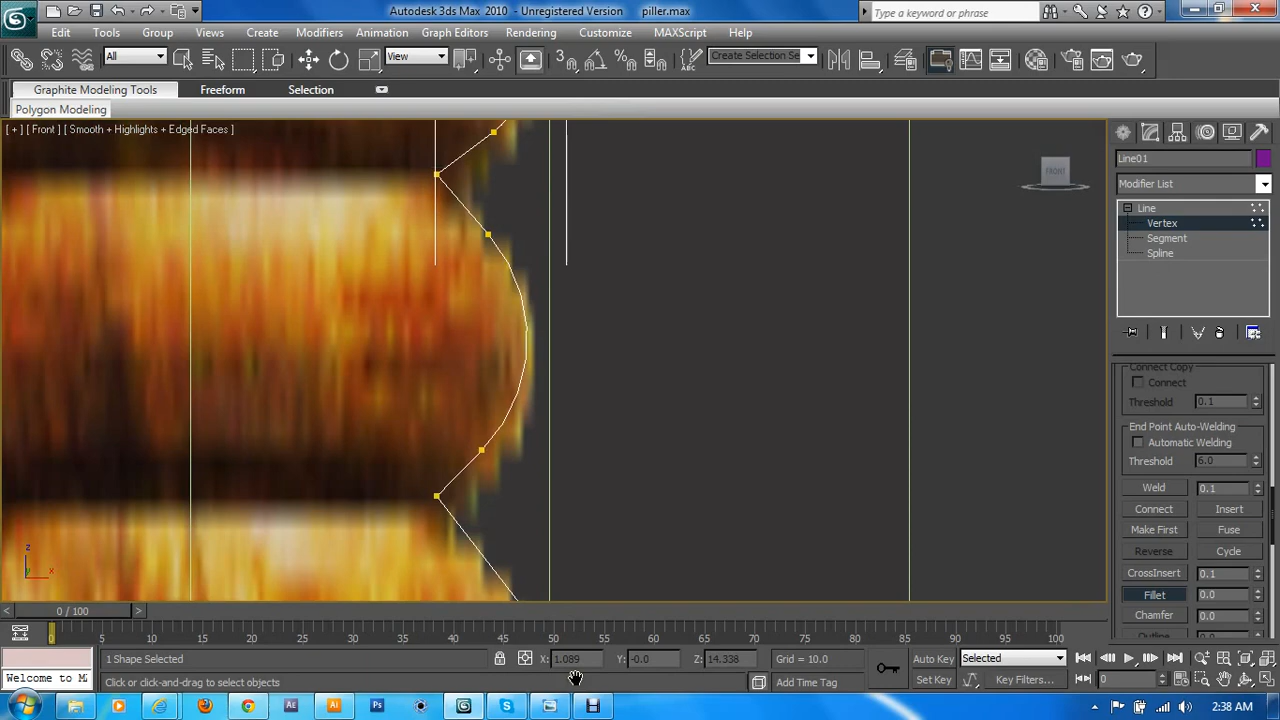 Autodesk 3ds Max 2010 - Unregistered Version piller.max
Type a keyword or phrase
Edit Tools Group Views Create Modifiers Animation Graph Editors Rendering Customize MAXScript Help
All View Create Selection Se
Graphite Modeling Tools Freeform Selection
Polygon Modeling
[ + ] [ Front ] [ Smooth + Highlights + Edged Faces ]
FRONT
Line01
Modifier List
Line
Vertex
Segment
Spline
Connect Copy
Connect
Threshold 0.1
End Point Auto-Welding
Automatic Welding
Threshold 6.0
Weld 0.1
Connect Insert
Make First Fuse
Reverse Cycle
CrossInsert 0.1
Fillet 0.0
Chamfer 0.0
z
x
0 / 100
0 5 10 15 20 25 30 35 40 45 50 55 60 65 70 75 80 85 90 95 100
1 Shape Selected X: 1.089 Y: -0.0 Z: 14.338 Grid = 10.0 Auto Key Selected
Welcome to M Click or click-and-drag to select objects Add Time Tag Set Key Key Filters... 0
Ae Ai Ps
2:38 AM